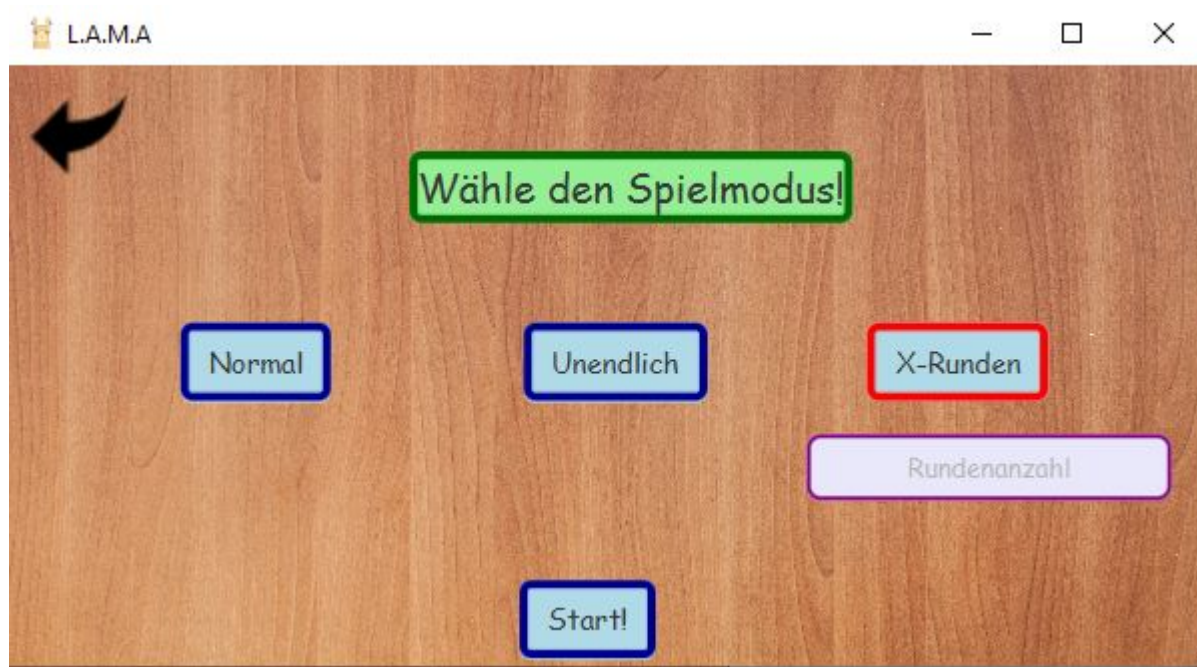 L.A.M.A
Wähle den Spielmodus!
Normal
Unendlich
X-Runden
Rundenanzahl
Start!